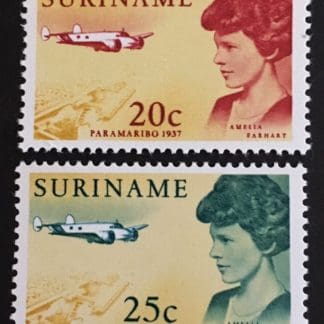 SURINAME
20c
PARAMARIBO 1937
AMELIA
EARHART
SURINAME
25c